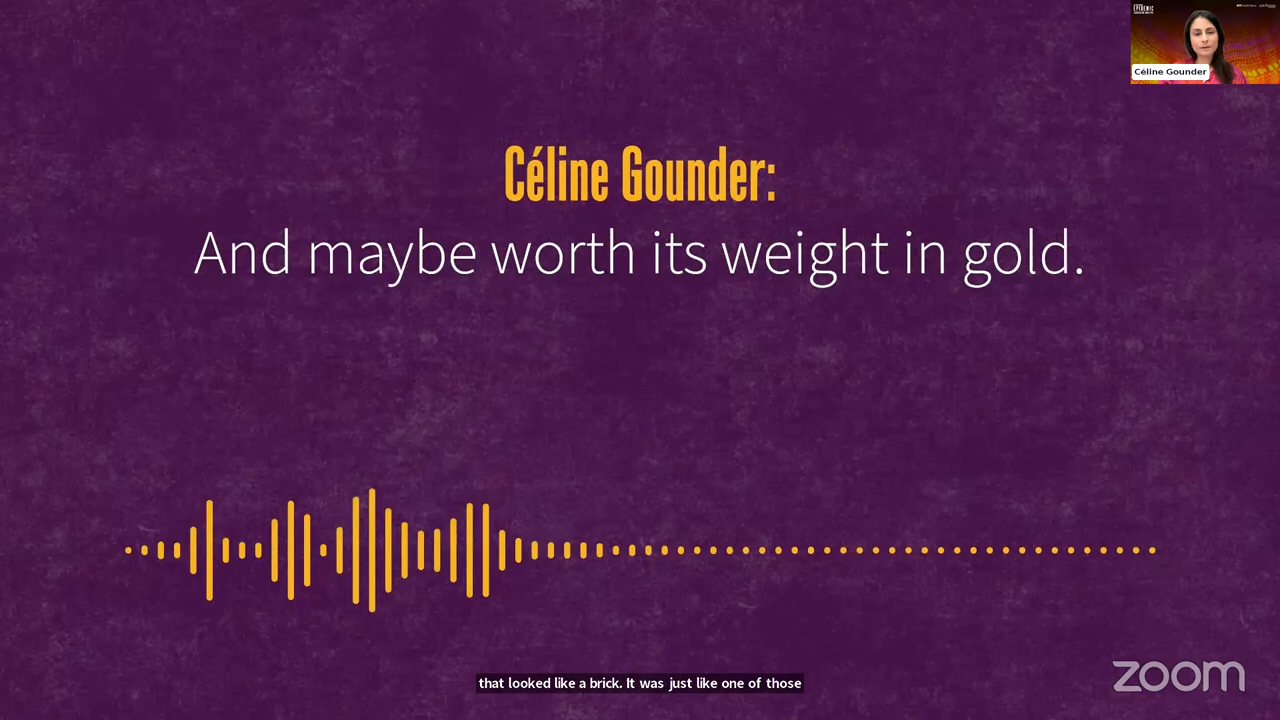 EPIDEMIC
Céline Gounder
Céline Gounder:
And maybe worth its weight in gold.
that looked like a brick. It was just like one of those
zoom